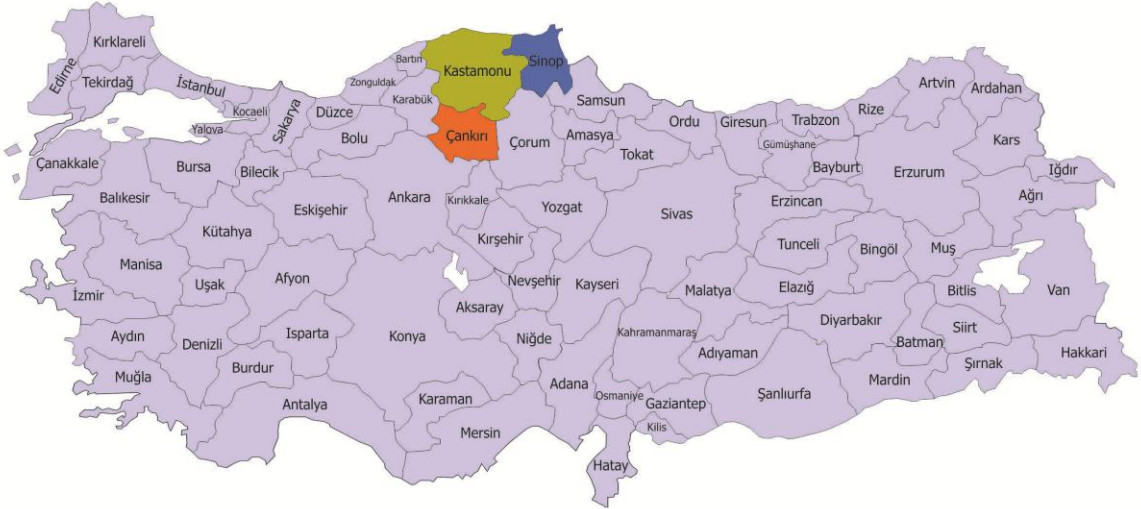 Kırklareli
Edirne
Tekirdağ
İstanbul
Kocaeli
Yalova
Sakarya
Düzce
Zonguldak
Bartın
Karabük
Kastamonu
Sinop
Çankırı
Bolu
Samsun
Çorum
Amasya
Tokat
Ordu
Giresun
Trabzon
Gümüşhane
Bayburt
Rize
Artvin
Ardahan
Kars
Iğdır
Ağrı
Erzurum
Erzincan
Çanakkale
Balıkesir
Bursa
Bilecik
Eskişehir
Ankara
Kırıkkale
Yozgat
Sivas
Kütahya
Kırşehir
Tunceli
Bingöl
Muş
Manisa
Uşak
Afyon
Nevşehir
Kayseri
Malatya
Elazığ
Bitlis
Van
İzmir
Aksaray
Aydın
Denizli
Isparta
Konya
Niğde
Kahramanmaraş
Adıyaman
Diyarbakır
Batman
Siirt
Şırnak
Hakkari
Muğla
Burdur
Antalya
Karaman
Mersin
Adana
Osmaniye
Gaziantep
Kilis
Şanlıurfa
Mardin
Hatay